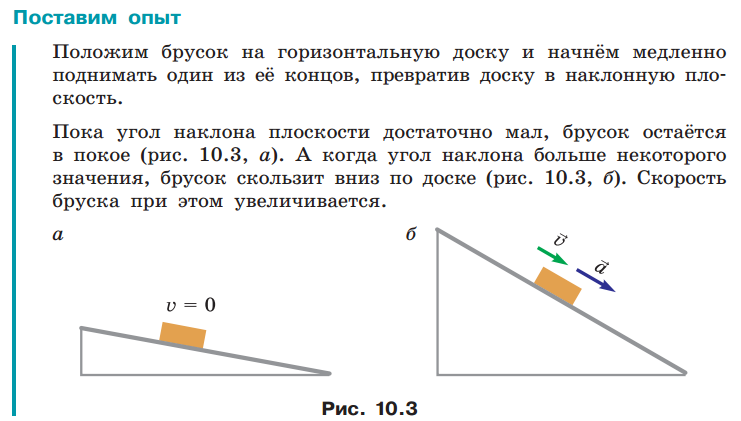 Поставим опыт
Положим брусок на горизонтальную доску и начнём медленно
поднимать один из её концов, превратив доску в наклонную пло-
скость.
Пока угол наклона плоскости достаточно мал, брусок остаётся
в покое (рис. 10.3, а). А когда угол наклона больше некоторого
значения, брусок скользит вниз по доске (рис. 10.3, б). Скорость
бруска при этом увеличивается.
а
v = 0
б
v⃗
a⃗
Рис. 10.3